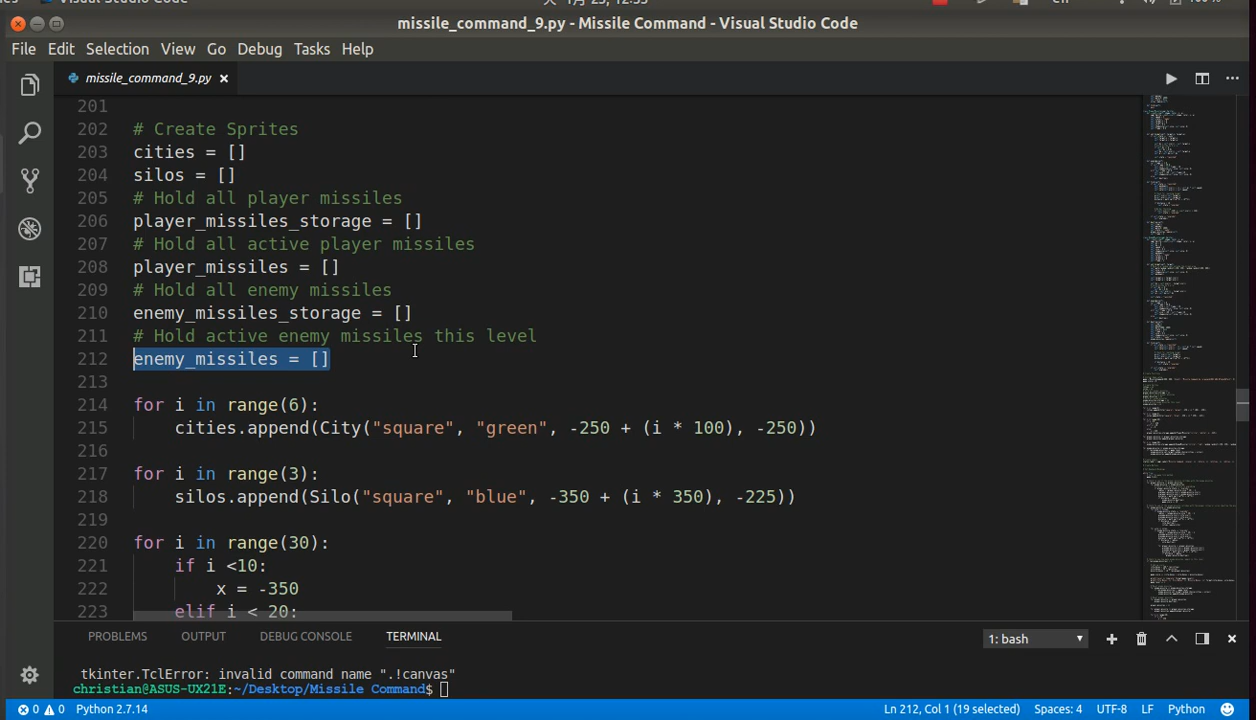 missile_command_9.py - Missile Command - Visual Studio Code
File Edit Selection View Go Debug Tasks Help
missile_command_9.py ×
201
202 # Create Sprites
203 cities = []
204 silos = []
205 # Hold all player missiles
206 player_missiles_storage = []
207 # Hold all active player missiles
208 player_missiles = []
209 # Hold all enemy missiles
210 enemy_missiles_storage = []
211 # Hold active enemy missiles this level
212 enemy_missiles = []
213
214 for i in range(6):
215 cities.append(City("square", "green", -250 + (i * 100), -250))
216
217 for i in range(3):
218 silos.append(Silo("square", "blue", -350 + (i * 350), -225))
219
220 for i in range(30):
221 if i <10:
222 x = -350
223 elif i < 20:
PROBLEMS OUTPUT DEBUG CONSOLE TERMINAL 1: bash
tkinter.TclError: invalid command name ".!canvas"
christian@ASUS-UX21E:~/Desktop/Missile Command$
0 0 Python 2.7.14 Ln 212, Col 1 (19 selected) Spaces: 4 UTF-8 LF Python